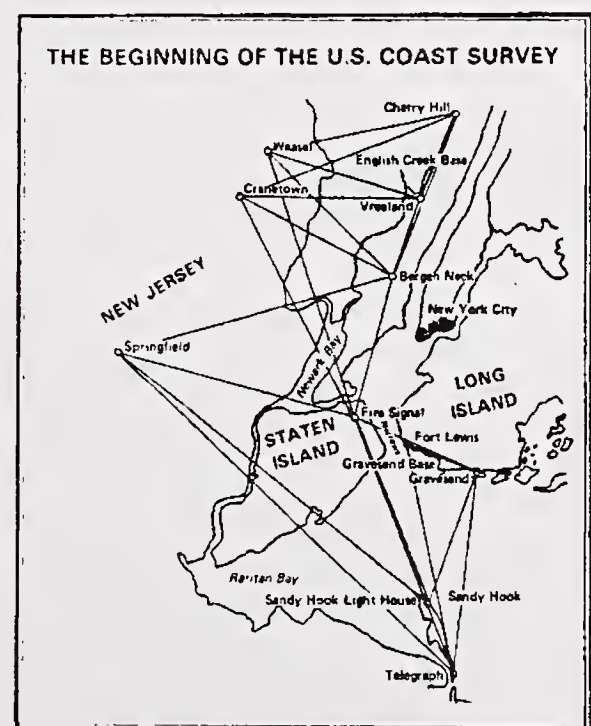 THE BEGINNING OF THE U.S. COAST SURVEY
Cherry Hill
Weasel
English Creek Base
Cranetown
Vreeland
NEW JERSEY
Bergen Neck
New York City
Springfield
Newark Bay
LONG
ISLAND
Fire Signal
STATEN
ISLAND
Narrows
Fort Lewis
Gravesend Base
Gravesend
Raritan Bay
Sandy Hook Light House
Sandy Hook
Telegraph